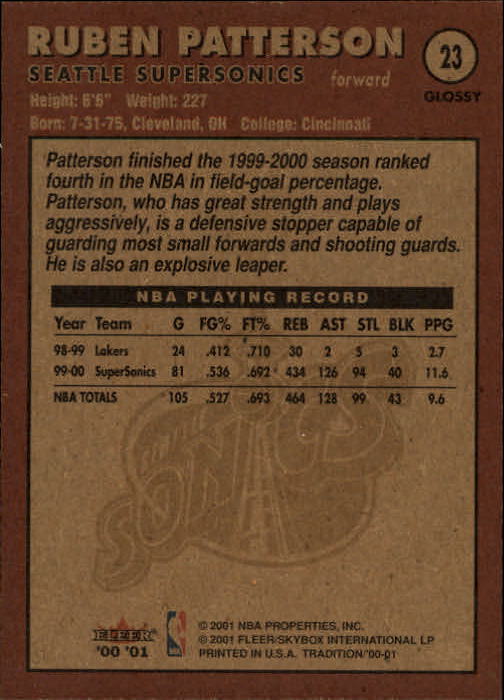 RUBEN PATTERSON
23
SEATTLE SUPERSONICS forward
GLOSSY
Height: 6'6" Weight: 227
Born: 7-31-75, Cleveland, OH College: Cincinnati
Patterson finished the 1999-2000 season ranked
fourth in the NBA in field-goal percentage.
Patterson, who has great strength and plays
aggressively, is a defensive stopper capable of
guarding most small forwards and shooting guards.
He is also an explosive leaper.
NBA PLAYING RECORD
Year Team G FG% FT% REB AST STL BLK PPG
98-99 Lakers 24 .412 .710 30 2 5 3 2.7
99-00 SuperSonics 81 .536 .692 434 126 94 40 11.6
NBA TOTALS 105 .527 .693 464 128 99 43 9.6
SONICS
FLEER
'00 '01
© 2001 NBA PROPERTIES, INC.
© 2001 FLEER/SKYBOX INTERNATIONAL LP
PRINTED IN U.S.A. TRADITION'00-01